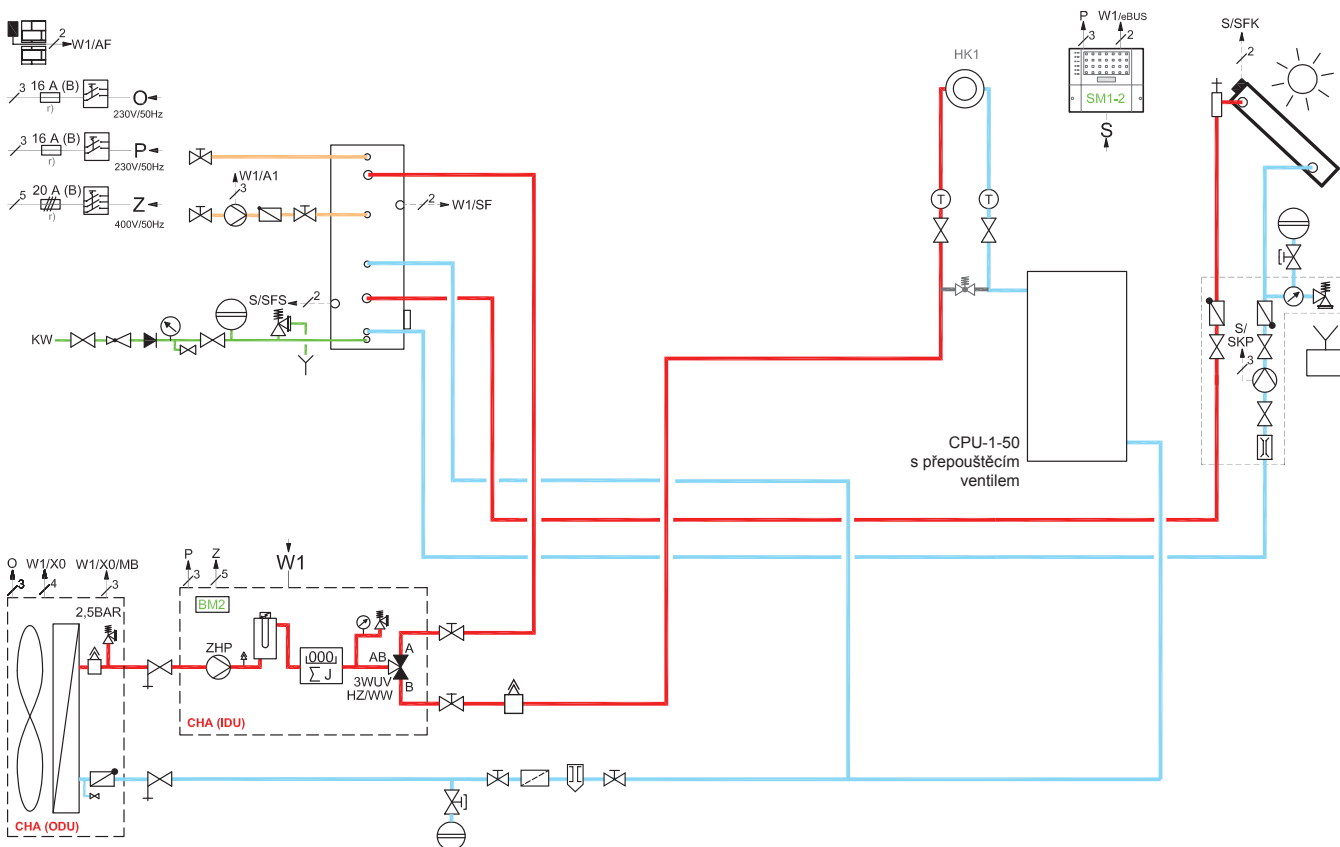 2
W1/AF
3
16 A (B)
r)
O
230V/50Hz
3
16 A (B)
r)
P
230V/50Hz
5
20 A (B)
r)
Z
400V/50Hz
W1/A1
3
2
W1/SF
S/SFS
2
KW
HK1
T
T
P
3
W1/eBUS
2
SM1-2
S
S/SFK
2
S/
SKP
3
CPU-1-50
s přepouštěcím
ventilem
O
3
W1/X0
4
W1/X0/MB
3
2,5BAR
CHA (ODU)
P
3
Z
5
W1
BM2
ZHP
000
∑ J
AB
A
B
3WUV
HZ/WW
CHA (IDU)